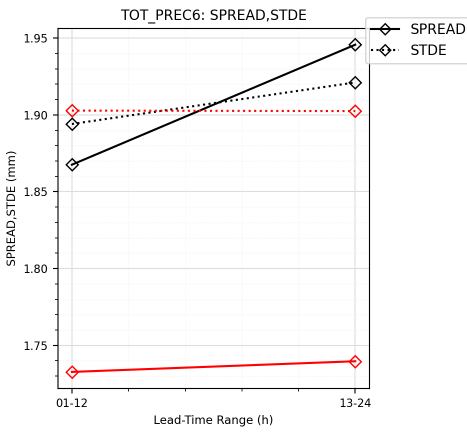 TOT_PREC6: SPREAD,STDE
SPREAD
STDE
SPREAD,STDE (mm)
1.95
1.90
1.85
1.80
1.75
01-12
13-24
Lead-Time Range (h)